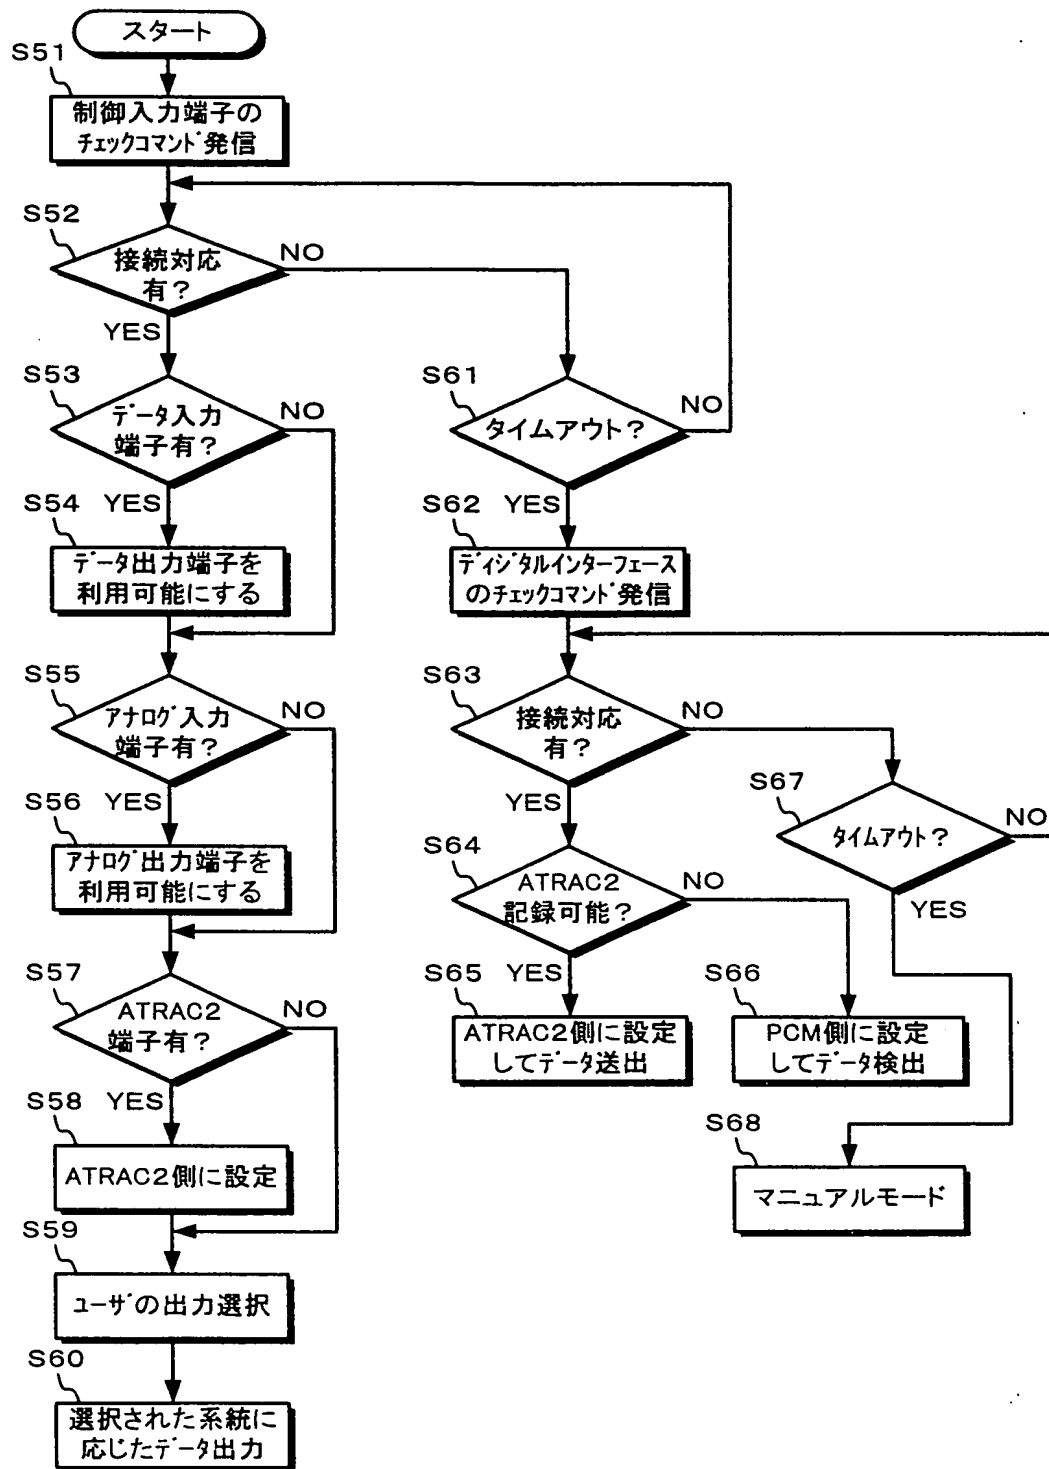 スタート
S51
制御入力端子の
チェックコマンド発信
S52
接続対応
有?
NO
YES
S53
データ入力
端子有?
NO
YES
S54
データ出力端子を
利用可能にする
S55
アナログ入力
端子有?
NO
YES
S56
アナログ出力端子を
利用可能にする
S57
ATRAC2
端子有?
NO
YES
S58
ATRAC2側に設定
S59
ユーザの出力選択
S60
選択された系統に
応じたデータ出力
S61
タイムアウト?
NO
YES
S62
ディジタルインターフェース
のチェックコマンド発信
S63
接続対応
有?
NO
YES
S64
ATRAC2
記録可能?
NO
YES
S65
ATRAC2側に設定
してデータ送出
S66
PCM側に設定
してデータ検出
S67
タイムアウト?
NO
YES
S68
マニュアルモード